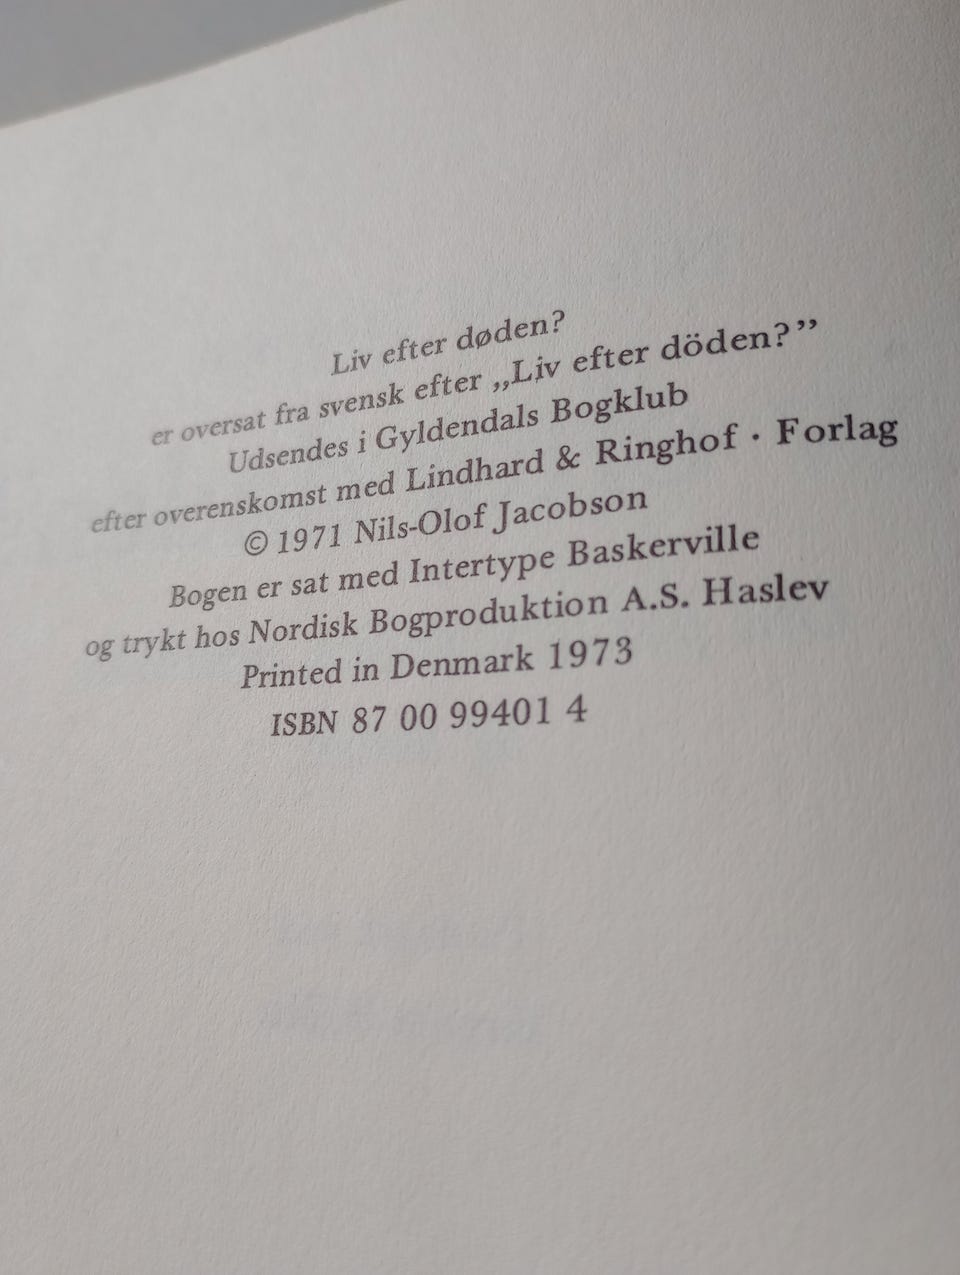 Liv efter døden?
er oversat fra svensk efter „Liv efter döden?”
Udsendes i Gyldendals Bogklub
efter overenskomst med Lindhard & Ringhof · Forlag
© 1971 Nils-Olof Jacobson
Bogen er sat med Intertype Baskerville
og trykt hos Nordisk Bogproduktion A.S. Haslev
Printed in Denmark 1973
ISBN 87 00 99401 4